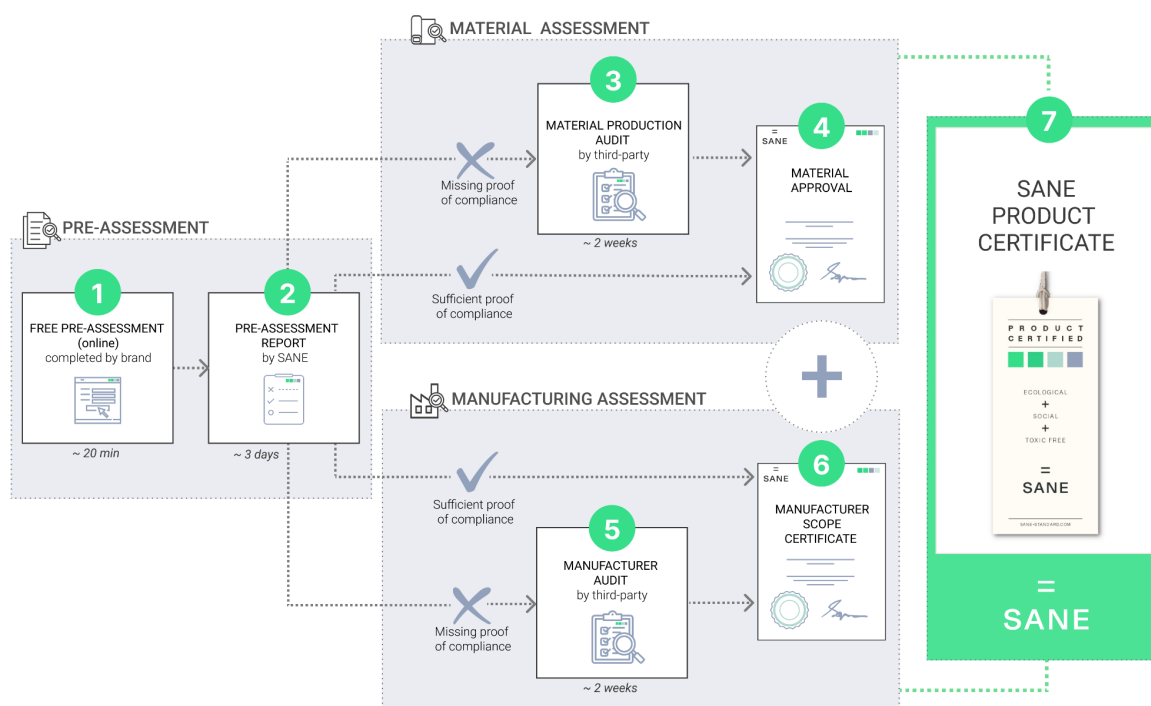 PRE-ASSESSMENT
1
FREE PRE-ASSESSMENT
(online)
completed by brand
~ 20 min
2
PRE-ASSESSMENT
REPORT
by SANE
~ 3 days
MATERIAL ASSESSMENT
Missing proof
of compliance
3
MATERIAL PRODUCTION
AUDIT
by third-party
~ 2 weeks
Sufficient proof
of compliance
4
=
SANE
MATERIAL
APPROVAL
+
MANUFACTURING ASSESSMENT
Sufficient proof
of compliance
Missing proof
of compliance
5
MANUFACTURER
AUDIT
by third-party
~ 2 weeks
6
=
SANE
MANUFACTURER
SCOPE
CERTIFICATE
7
SANE
PRODUCT
CERTIFICATE
PRODUCT
CERTIFIED
ECOLOGICAL
+
SOCIAL
+
TOXIC FREE
=
SANE
SANE-STANDARD.COM
=
SANE